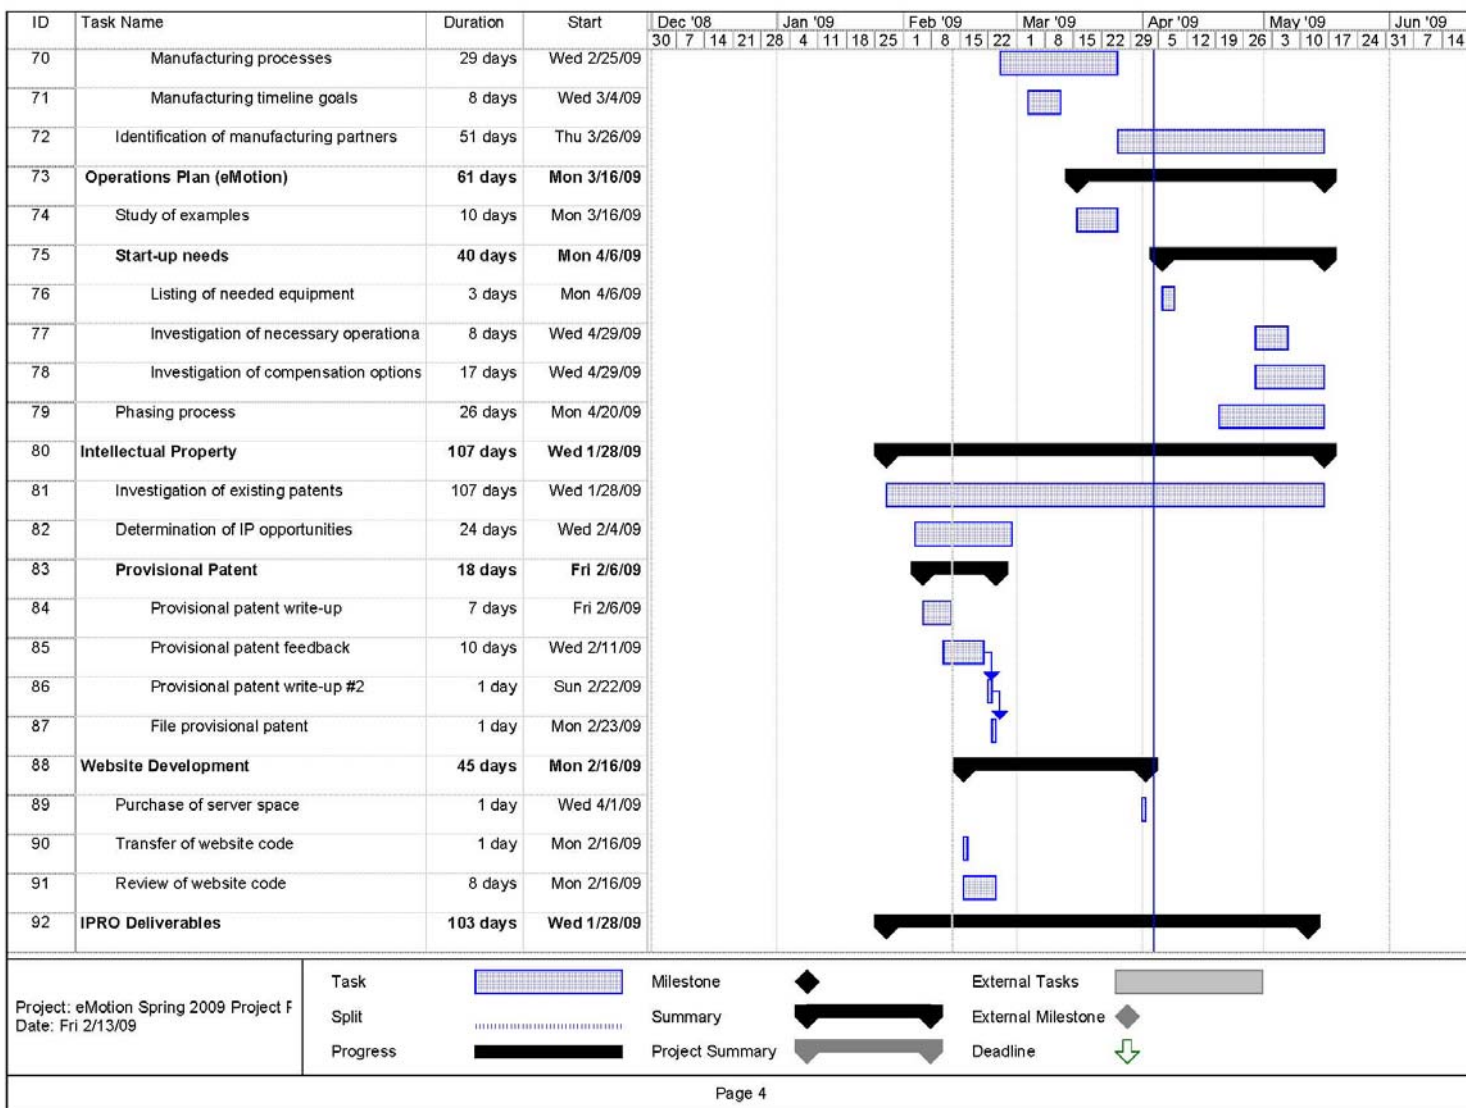 ID Task Name Duration Start Dec '08 Jan '09 Feb '09 Mar '09 Apr '09 May '09 Jun '09
30 7 14 21 28 4 11 18 25 1 8 15 22 1 8 15 22 29 5 12 19 26 3 10 17 24 31 7 14
70 Manufacturing processes 29 days Wed 2/25/09
71 Manufacturing timeline goals 8 days Wed 3/4/09
72 Identification of manufacturing partners 51 days Thu 3/26/09
73 Operations Plan (eMotion) 61 days Mon 3/16/09
74 Study of examples 10 days Mon 3/16/09
75 Start-up needs 40 days Mon 4/6/09
76 Listing of needed equipment 3 days Mon 4/6/09
77 Investigation of necessary operationa 8 days Wed 4/29/09
78 Investigation of compensation options 17 days Wed 4/29/09
79 Phasing process 26 days Mon 4/20/09
80 Intellectual Property 107 days Wed 1/28/09
81 Investigation of existing patents 107 days Wed 1/28/09
82 Determination of IP opportunities 24 days Wed 2/4/09
83 Provisional Patent 18 days Fri 2/6/09
84 Provisional patent write-up 7 days Fri 2/6/09
85 Provisional patent feedback 10 days Wed 2/11/09
86 Provisional patent write-up #2 1 day Sun 2/22/09
87 File provisional patent 1 day Mon 2/23/09
88 Website Development 45 days Mon 2/16/09
89 Purchase of server space 1 day Wed 4/1/09
90 Transfer of website code 1 day Mon 2/16/09
91 Review of website code 8 days Mon 2/16/09
92 IPRO Deliverables 103 days Wed 1/28/09
Project: eMotion Spring 2009 Project P
Date: Fri 2/13/09
Task Milestone External Tasks
Split Summary External Milestone
Progress Project Summary Deadline
Page 4